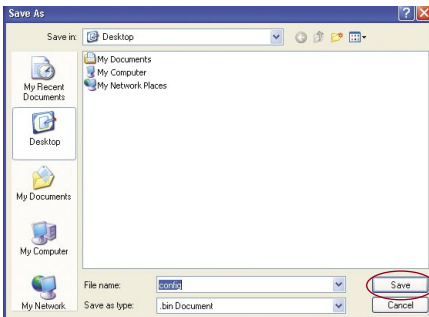 Save As
Save in: Desktop
My Documents
My Computer
My Network Places
My Recent
Documents
Desktop
My Documents
My Computer
My Network
File name: config Save
Save as type: .bin Document Cancel